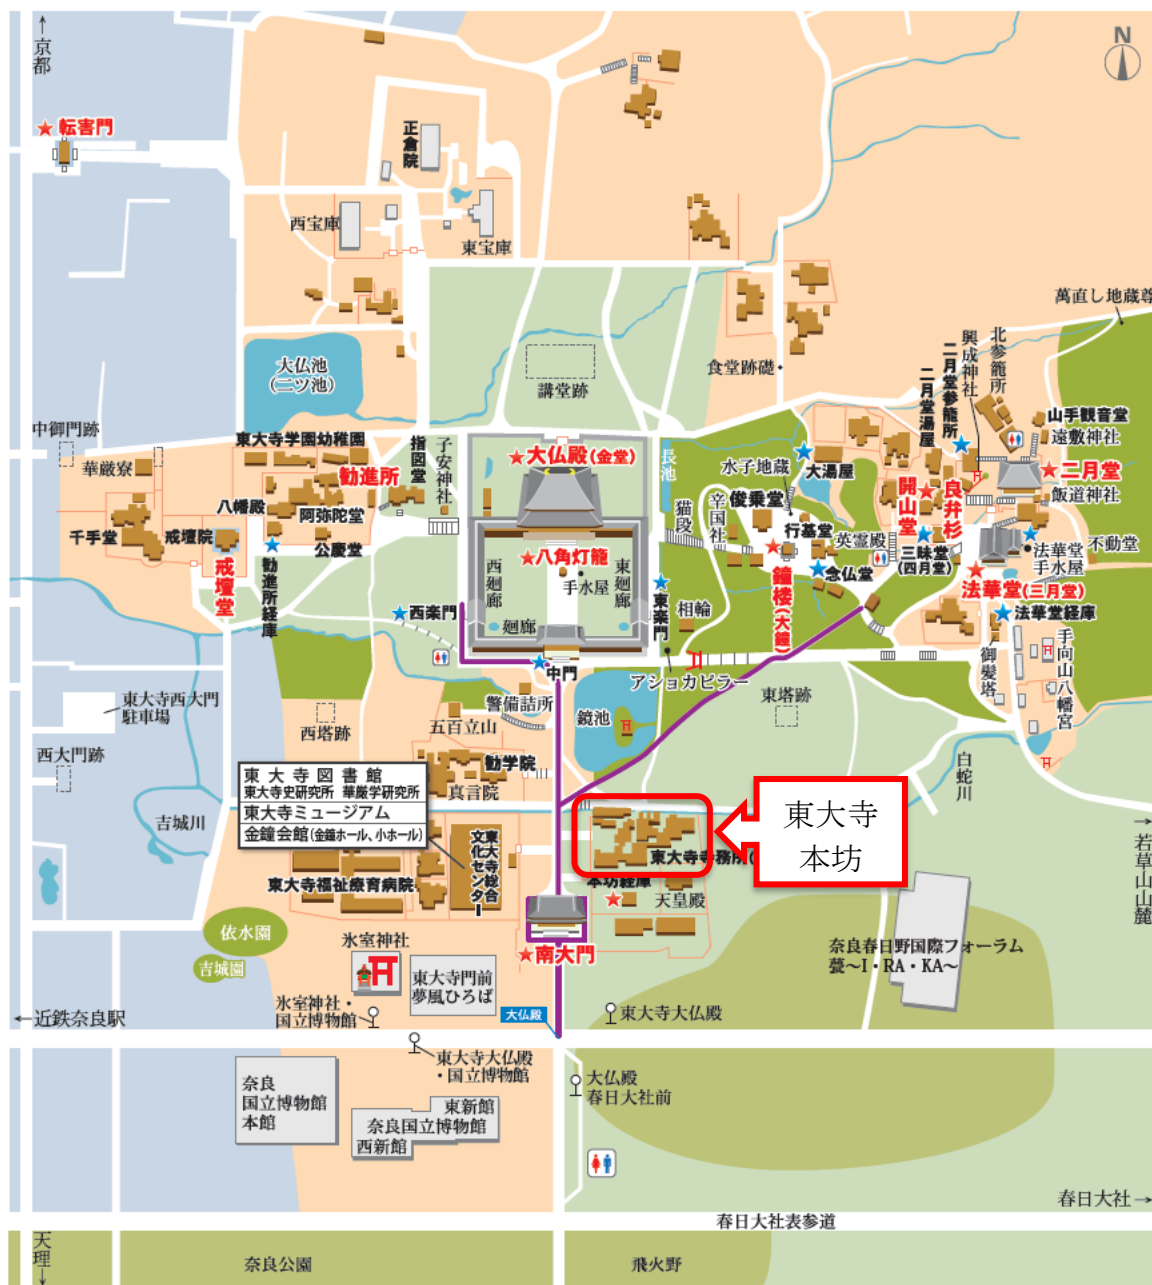 ↑京都
N
転害門
正倉院
西宝庫
東宝庫
萬直し地蔵尊
大仏池
(二ツ池)
講堂跡
食堂跡礎
北参籠所
興成神社
二月堂参籠所
二月堂湯屋
中御門跡
東大寺学園幼稚園
華厳寮
指図堂
子安神社
大仏殿(金堂)
長池
水子地蔵
大湯屋
山手観音堂
遠敷神社
二月堂
飯道神社
勧進所
八幡殿
阿弥陀堂
千手堂
戒壇院
公慶堂
戒壇堂
勧進所経庫
猫段
辛国社
俊乗堂
行基堂
英霊殿
開山堂
良弁杉
三昧堂
(四月堂)
法華堂
手水屋
不動堂
八角灯籠
手水屋
西廻廊
東廻廊
廻廊
西楽門
東楽門
相輪
鐘楼(大鐘)
念仏堂
法華堂(三月堂)
法華堂経庫
御髪塔
手向山八幡宮
中門
アショカピラー
東塔跡
鏡池
警備詰所
東大寺西大門
駐車場
西大門跡
西塔跡
五百立山
勧学院
真言院
白蛇川
吉城川
東大寺図書館
東大寺史研究所 華厳学研究所
東大寺ミュージアム
金鐘会館(金鐘ホール、小ホール)
東大寺
本坊
東大寺寺務所(
本坊経庫
天皇殿
東大寺総合
文化センター
東大寺福祉療育病院
→若草山山麓
依水園
吉城園
氷室神社
南大門
東大寺門前
夢風ひろば
奈良春日野国際フォーラム
甍～I・RA・KA～
氷室神社・
国立博物館
大仏殿
東大寺大仏殿
←近鉄奈良駅
東大寺大仏殿
・国立博物館
大仏殿
春日大社前
奈良
国立博物館
本館
東新館
奈良国立博物館
西新館
春日大社→
春日大社表参道
天理↓
奈良公園
飛火野